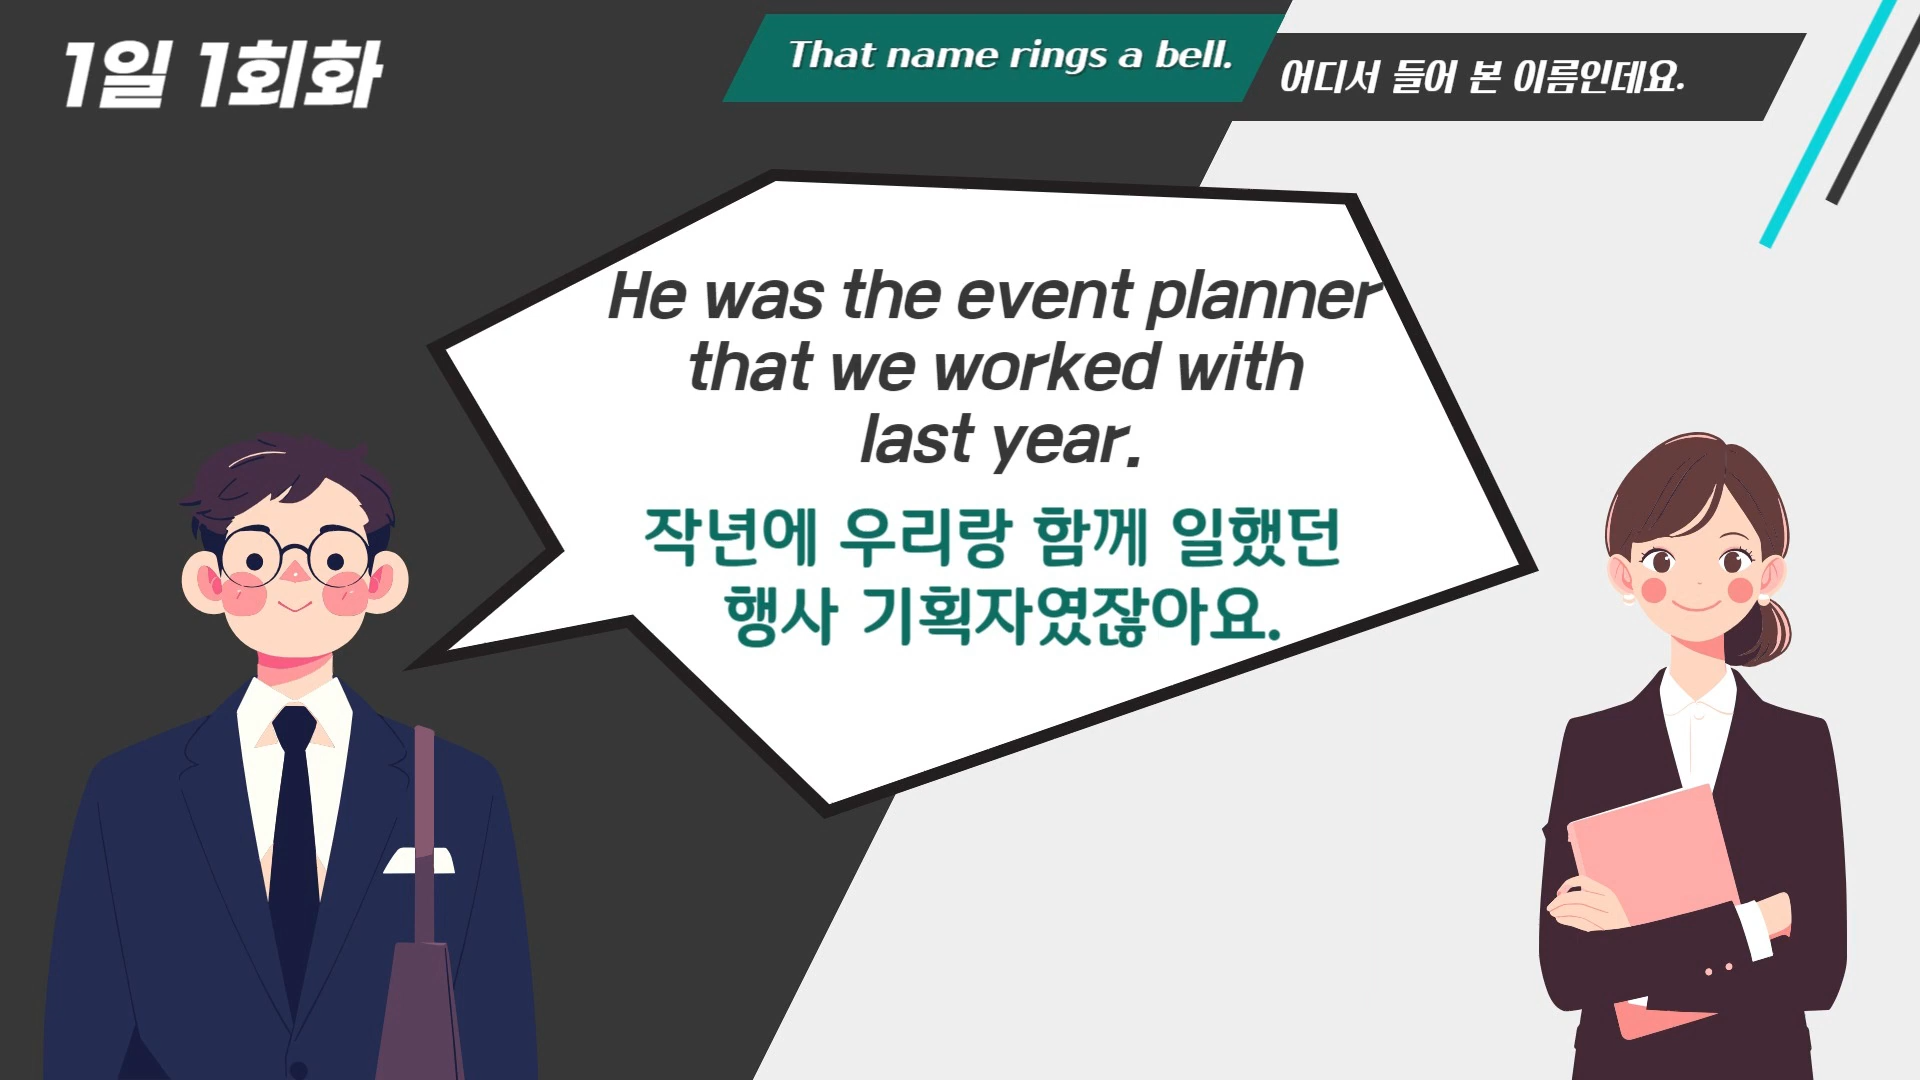 1일 1회화
That name rings a bell.
어디서 들어 본 이름인데요.
He was the event planner
that we worked with
last year.
작년에 우리랑 함께 일했던
행사 기획자였잖아요.